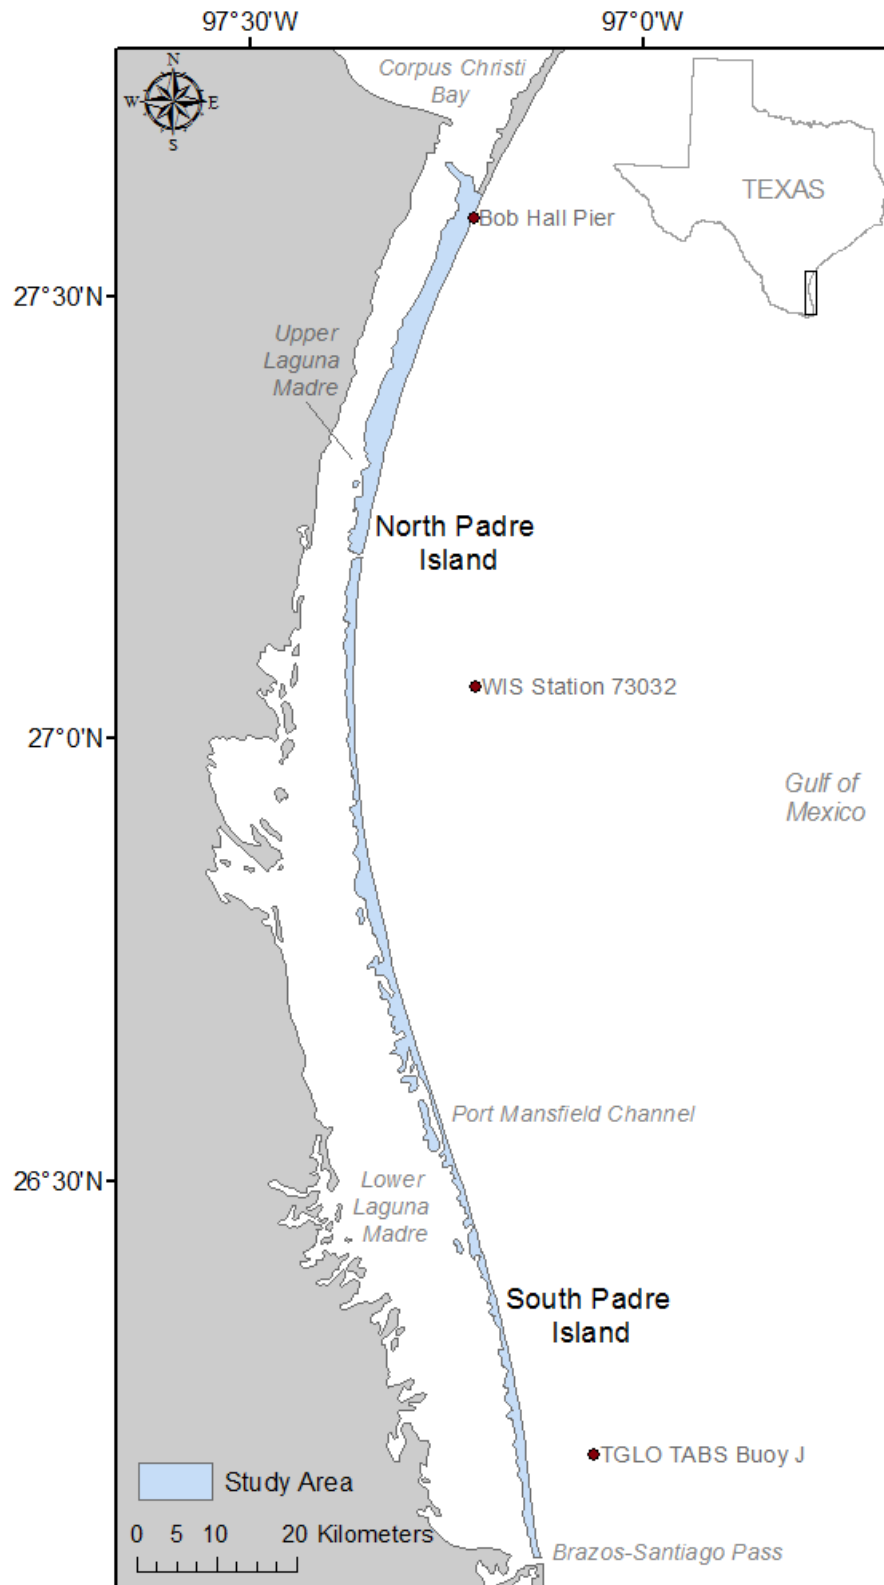 97°30'W
97°0'W
N
W
E
S
Corpus Christi
Bay
TEXAS
Bob Hall Pier
27°30'N
Upper
Laguna
Madre
North Padre
Island
WIS Station 73032
27°0'N
Gulf of
Mexico
Port Mansfield Channel
26°30'N
Lower
Laguna
Madre
South Padre
Island
TGLO TABS Buoy J
Study Area
0 5 10 20 Kilometers
Brazos-Santiago Pass